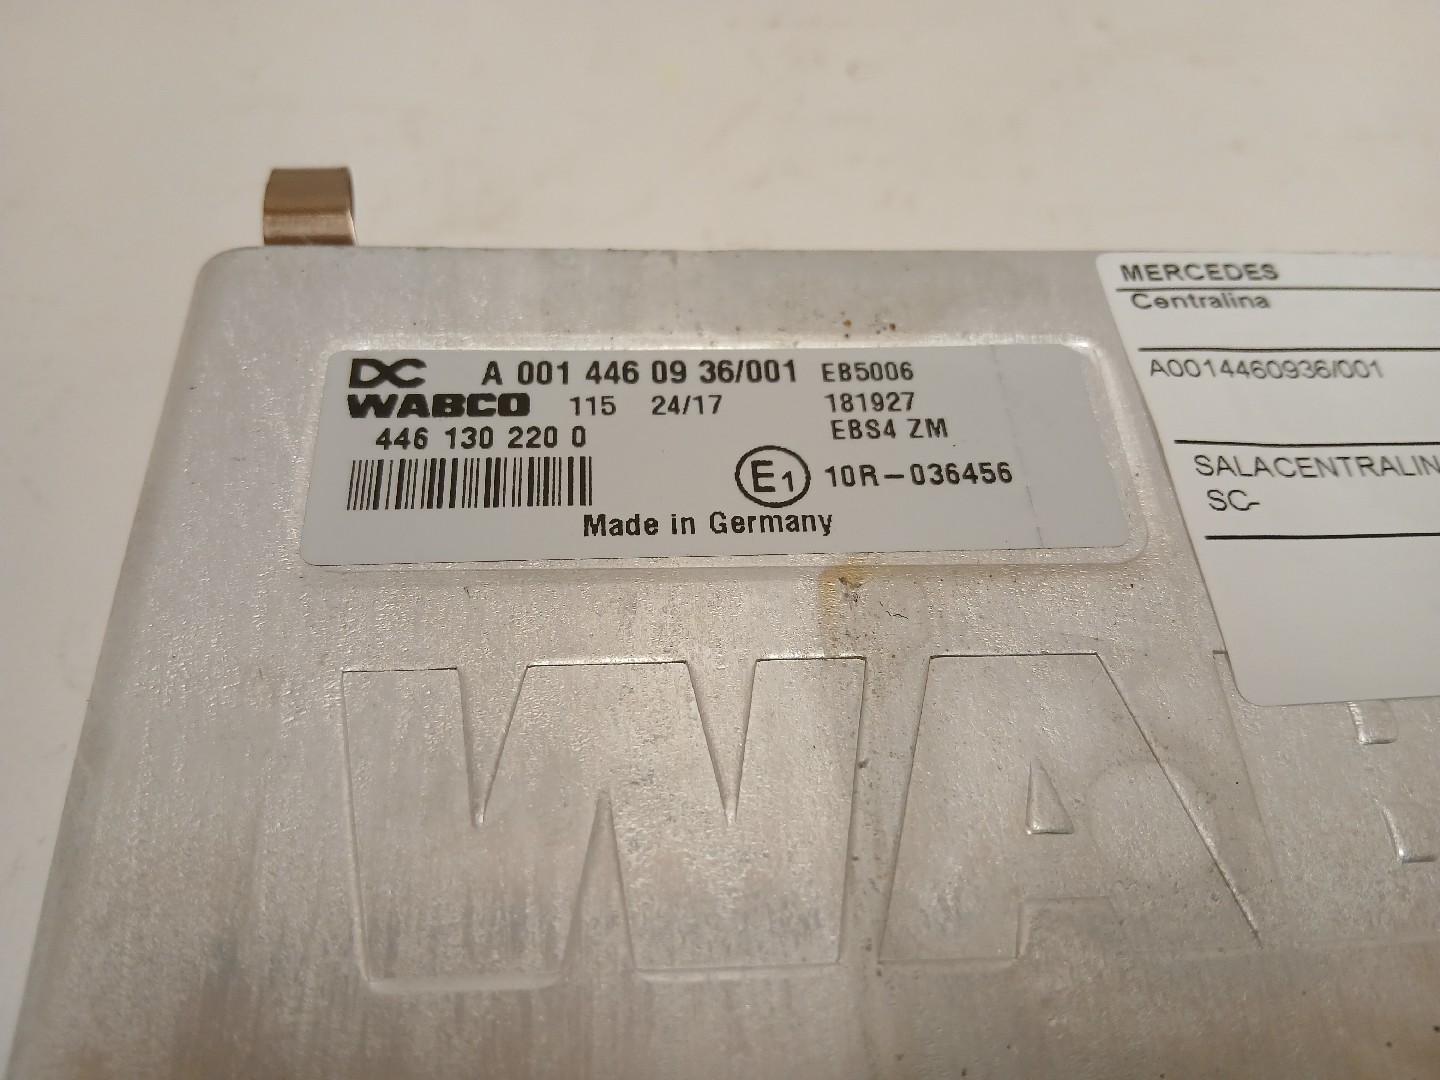 DC A 001 446 09 36/001 EB5006
WABCO 115 24/17 181927
446 130 220 0 EBS4 ZM
E1 10R-036456
Made in Germany
MERCEDES
Centralina
A0014460936/001
SALACENTRALIN
SC-
WA